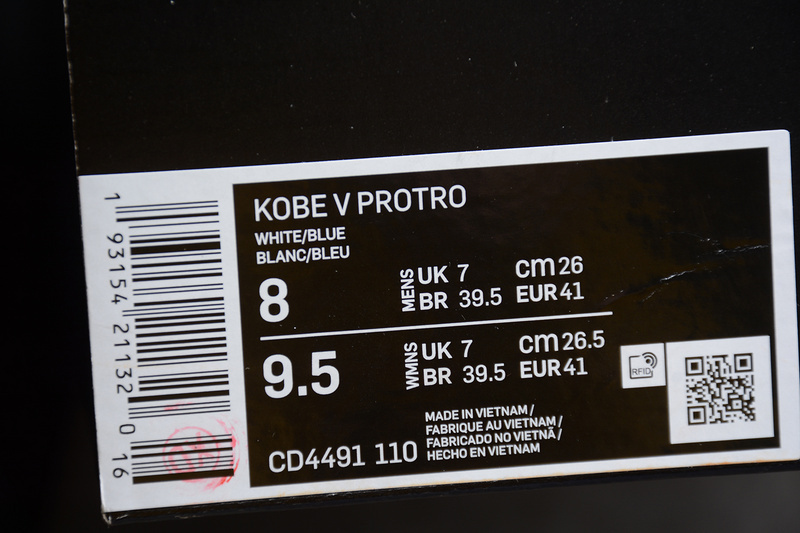 KOBE V PROTRO
WHITE/BLUE
BLANC/BLEU
8
MENS
UK 7 cm 26
BR 39.5 EUR 41
9.5
WMNS
UK 7 cm 26.5
BR 39.5 EUR 41
RFID
MADE IN VIETNAM /
FABRIQUE AU VIETNAM /
FABRICADO NO VIETNÃ /
HECHO EN VIETNAM
CD4491 110
1 93154 21132 0 16